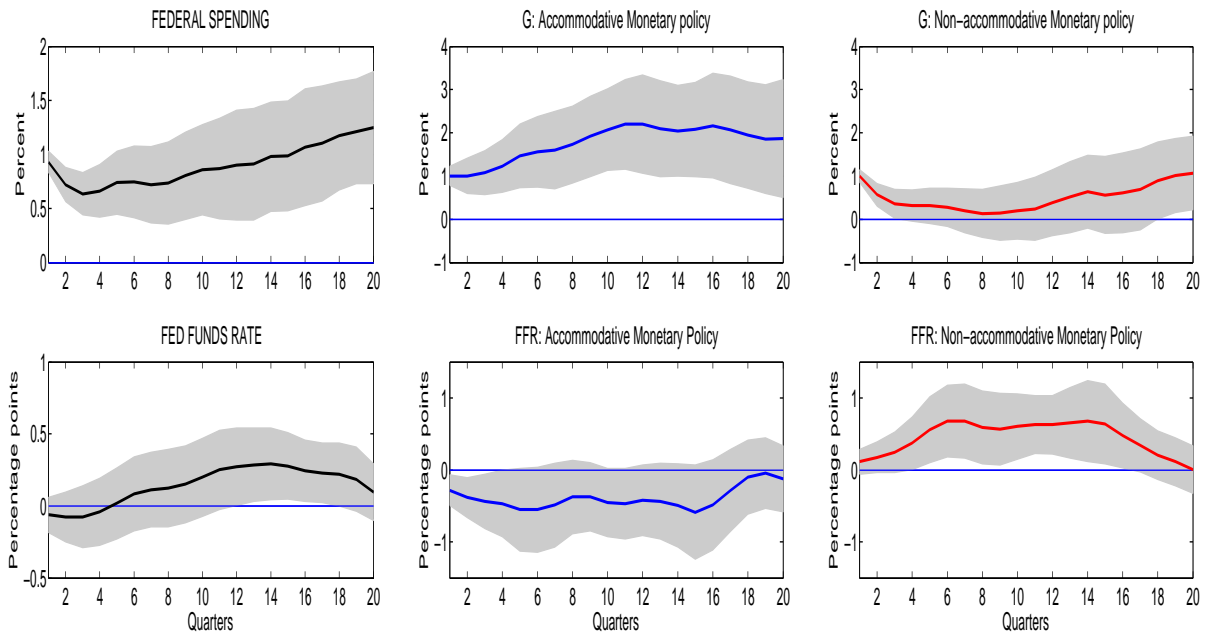 FEDERAL SPENDING
Percent
2
1.5
1
0.5
0
2 4 6 8 10 12 14 16 18 20
G: Accommodative Monetary policy
Percent
4
3
2
1
0
−1
2 4 6 8 10 12 14 16 18 20
G: Non−accommodative Monetary policy
Percent
4
3
2
1
0
−1
2 4 6 8 10 12 14 16 18 20
FED FUNDS RATE
Percentage points
1
0.5
0
−0.5
2 4 6 8 10 12 14 16 18 20
Quarters
FFR: Accommodative Monetary Policy
Percentage points
1
0
−1
2 4 6 8 10 12 14 16 18 20
Quarters
FFR: Non−accommodative Monetary Policy
Percentage points
1
0
−1
2 4 6 8 10 12 14 16 18 20
Quarters